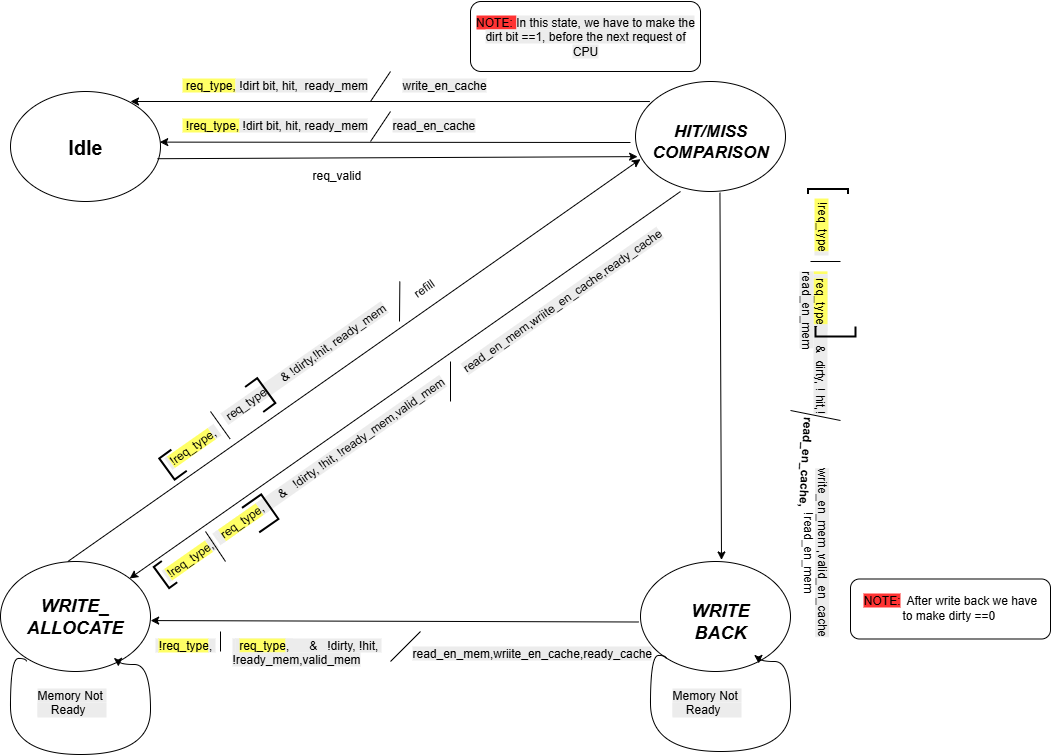 NOTE: In this state, we have to make the
dirt bit ==1, before the next request of
CPU
req_type, !dirt bit, hit, ready_mem / write_en_cache
!req_type, !dirt bit, hit, ready_mem / read_en_cache
Idle
HIT/MISS
COMPARISON
req_valid
[ !req_type
req_type ] & dirty, ! hit,!
read_en_mem
read_en_cache,
!read_en_mem
write_en_mem,valid_en_cache
[ !req_type, | req_type ] & !dirty,!hit, ready_mem | refill
[ !req_type, | req_type, ] & !dirty, !hit, !ready_mem,valid_mem | read_en_mem,wriite_en_cache,ready_cache
WRITE_
ALLOCATE
WRITE
BACK
NOTE: After write back we have
to make dirty ==0
!req_type, | req_type, & !dirty, !hit,
!ready_mem,valid_mem / read_en_mem,wriite_en_cache,ready_cache
Memory Not
Ready
Memory Not
Ready